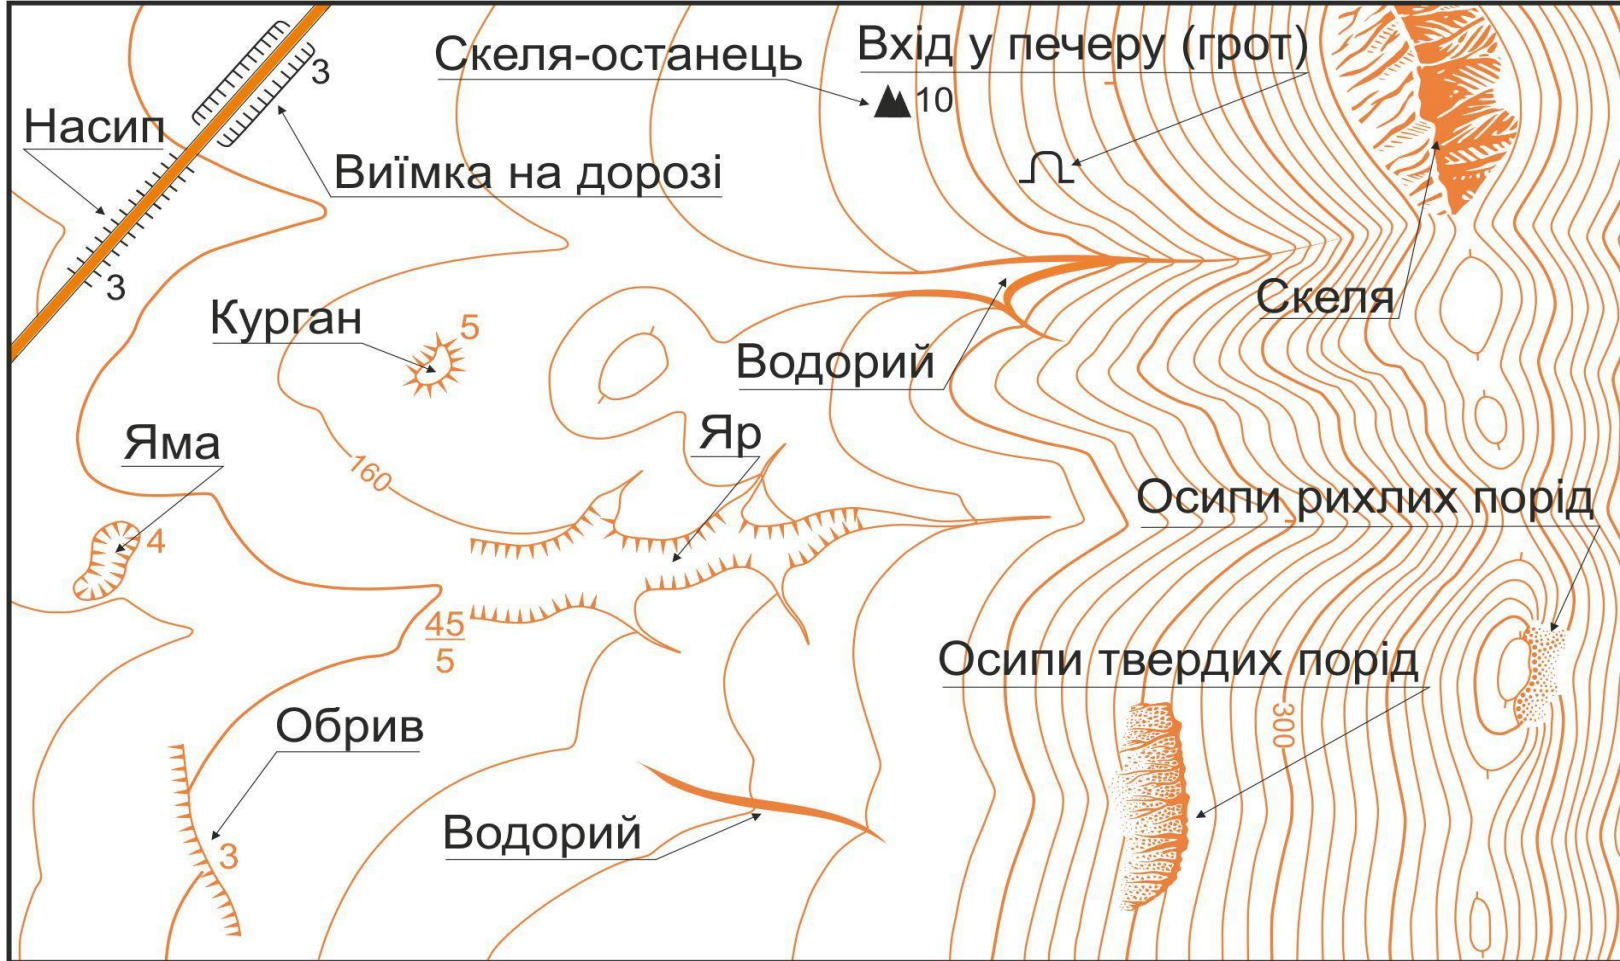 Скеля-останець
Вхід у печеру (грот)
3
10
Насип
Виїмка на дорозі
3
Скеля
Курган
5
Водорий
Яр
Яма
160
Осипи рихлих порід
4
45
5
Осипи твердих порід
Обрив
300
Водорий
3